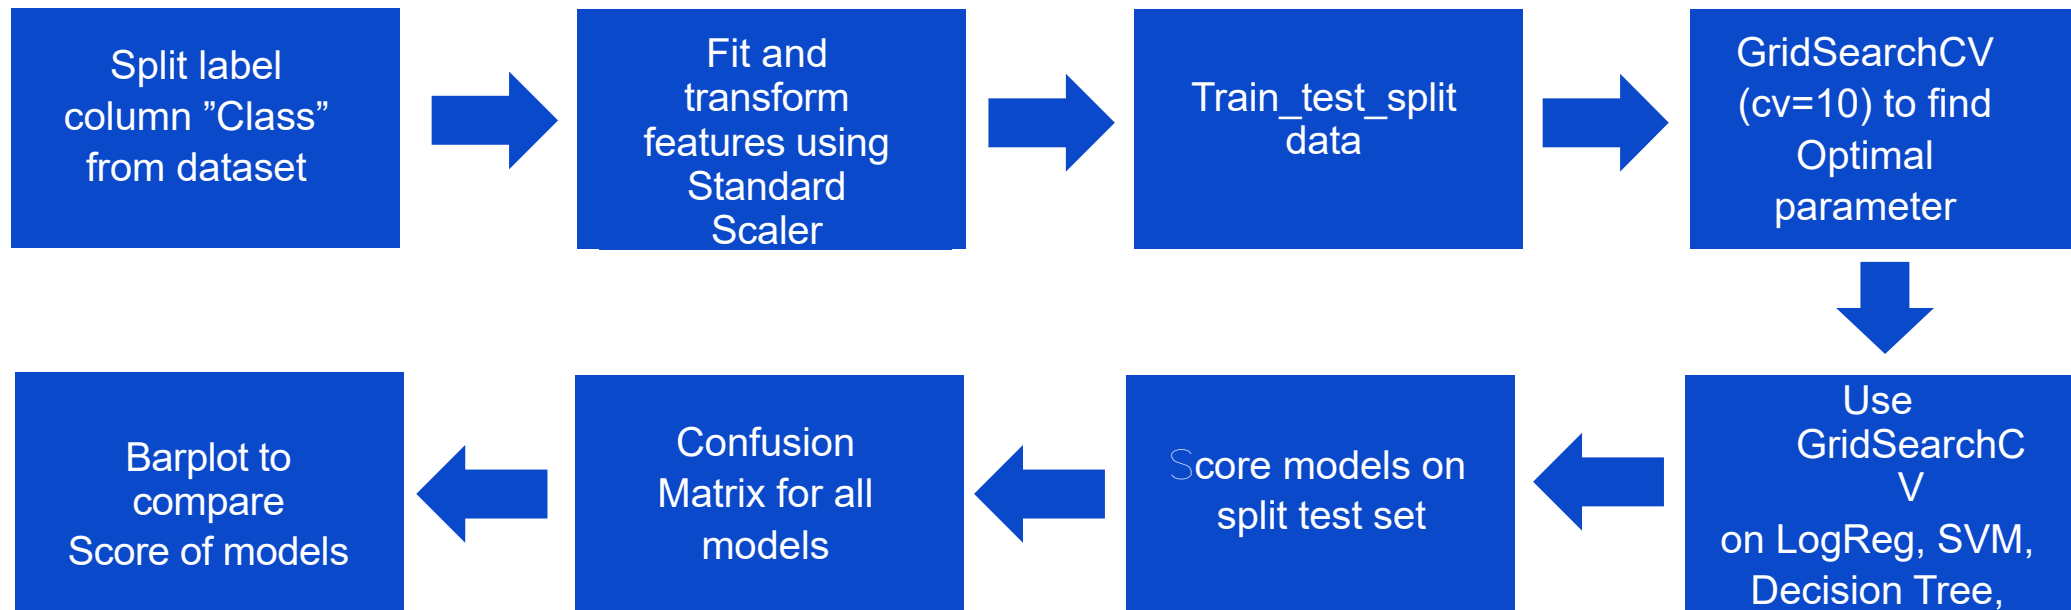 Split label
column ”Class”
from dataset
Fit and
transform
features using
Standard
Scaler
Train_test_split
data
GridSearchCV
(cv=10) to find
Optimal
parameter
Use
GridSearchC
V
on LogReg, SVM,
Decision Tree,
Score models on
split test set
Confusion
Matrix for all
models
Barplot to
compare
Score of models